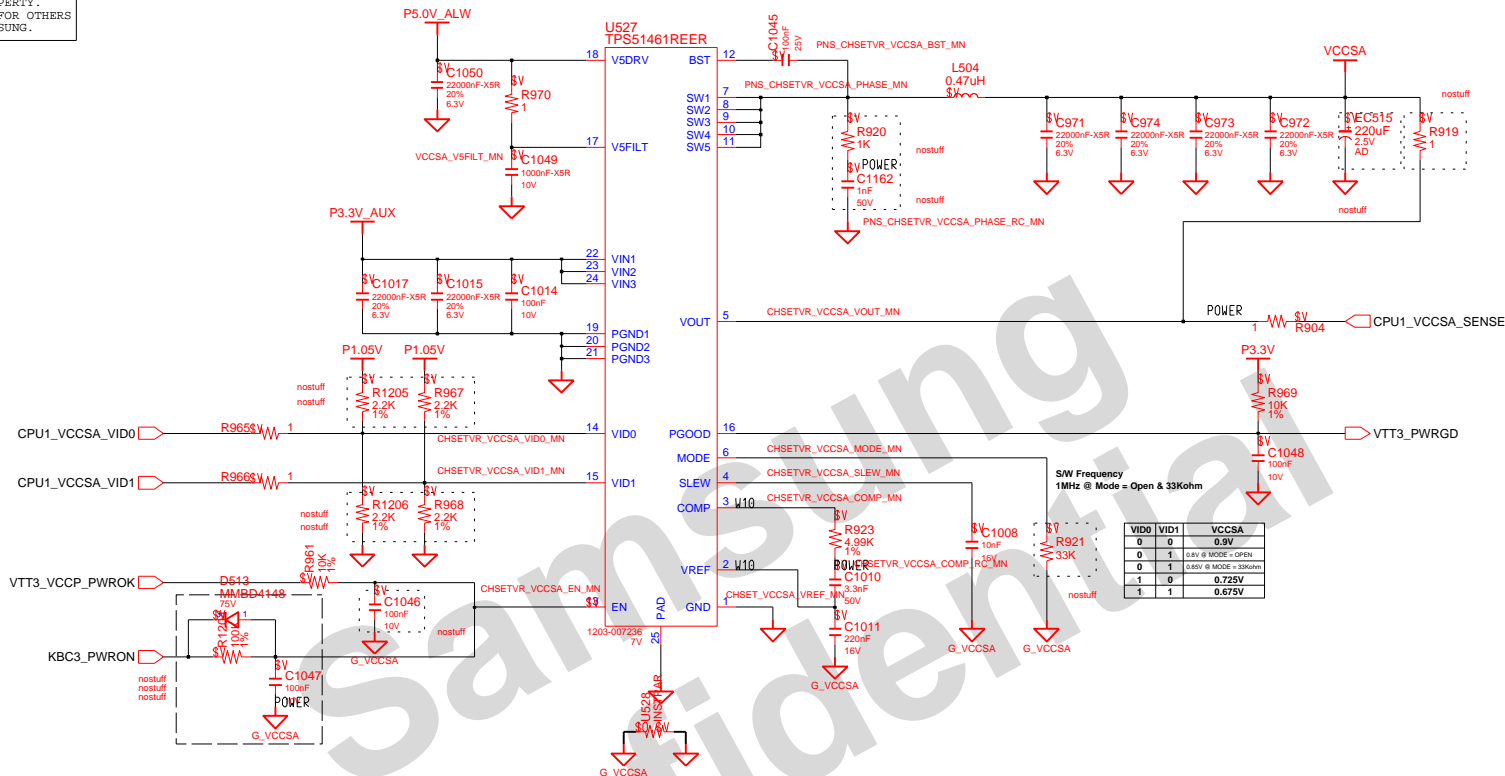 PERTY.
FOR OTHERS
SUNG.
P5.0V_ALW
U527
TPS51461REER
18 V5DRV
BST 12
C1045
100nF
25V
PNS_CHSETVR_VCCSA_BST_MN
VCCSA
$V
C1050
22000nF-X5R
20%
6.3V
$V
R970
1
SW1 7
SW2 8
SW3 9
SW4 10
SW5 11
PNS_CHSETVR_VCCSA_PHASE_MN
L504
0.47uH
$V
nostuff
$V
C971
22000nF-X5R
20%
6.3V
$V
C974
22000nF-X5R
20%
6.3V
$V
C973
22000nF-X5R
20%
6.3V
$V
C972
22000nF-X5R
20%
6.3V
$V
EC515
220uF
2.5V
AD
$V
R919
1
$V
R920
1K
nostuff
17 V5FILT
VCCSA_V5FILT_MN
$V
C1049
1000nF-X5R
10V
POWER
$V
C1162
1nF
50V
nostuff
PNS_CHSETVR_VCCSA_PHASE_RC_MN
nostuff
P3.3V_AUX
22 VIN1
23 VIN2
24 VIN3
$V
C1017
22000nF-X5R
20%
6.3V
$V
C1015
22000nF-X5R
20%
6.3V
$V
C1014
100nF
10V
19 PGND1
20 PGND2
21 PGND3
VOUT 5
CHSETVR_VCCSA_VOUT_MN
POWER
1
$V
R904
CPU1_VCCSA_SENSE
P1.05V
P1.05V
P3.3V
nostuff
nostuff
$V
R1205
2.2K
1%
$V
R967
2.2K
1%
$V
R969
10K
1%
CPU1_VCCSA_VID0
R965
$V
1
CHSETVR_VCCSA_VID0_MN
14 VID0
PGOOD 16
VTT3_PWRGD
MODE 6
CHSETVR_VCCSA_MODE_MN
$V
C1048
100nF
10V
CPU1_VCCSA_VID1
R966
$V
1
CHSETVR_VCCSA_VID1_MN
15 VID1
SLEW 4
CHSETVR_VCCSA_SLEW_MN
S/W Frequency
1MHz @ Mode = Open & 33Kohm
nostuff
nostuff
$V
R1206
2.2K
1%
$V
R968
2.2K
1%
COMP 3
W10
CHSETVR_VCCSA_COMP_MN
$V
R923
4.99K
1%
$V
C1008
10nF
16V
$V
R921
33K
nostuff
VID0 VID1 VCCSA
0 0 0.9V
0 1 0.8V @ MODE = OPEN
0 1 0.85V @ MODE = 33Kohm
1 0 0.725V
1 1 0.675V
CHSETVR_VCCSA_COMP_RC_MN
VTT3_VCCP_PWROK
R961
10K
1%
$V
VREF 2
W10
POWER
C1010
3.3nF
50V
D513
MMBD4148
75V
1
$V
C1046
100nF
10V
nostuff
CHSETVR_VCCSA_EN_MN
13 EN
GND 1
CHSET_VREF_MN
$V
C1011
220nF
16V
1203-007236
7V
PAD
25
G_VCCSA
G_VCCSA
G_VCCSA
G_VCCSA
KBC3_PWRON
100K
1%
$V
nostuff
nostuff
nostuff
$V
C1047
100nF
POWER
G_VCCSA
U528
INSTPAR
G_VCCSA
Samsung
fidential